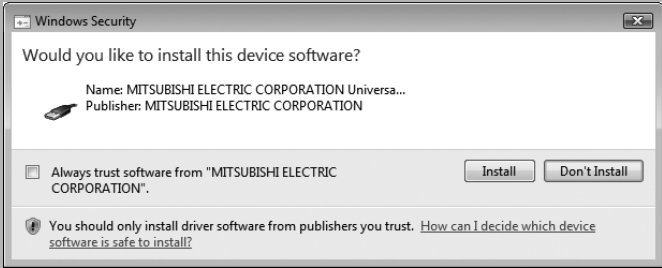 Windows Security
Would you like to install this device software?
Name: MITSUBISHI ELECTRIC CORPORATION Universa...
Publisher: MITSUBISHI ELECTRIC CORPORATION
Always trust software from "MITSUBISHI ELECTRIC
CORPORATION".
Install
Don't Install
You should only install driver software from publishers you trust. How can I decide which device
software is safe to install?